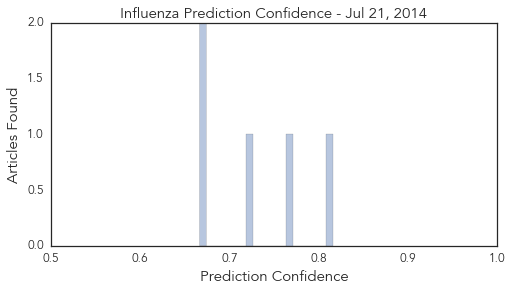 Influenza Prediction Confidence - Jul 21, 2014
2.0
1.5
1.0
0.5
0.0
Articles Found
0.5 0.6 0.7 0.8 0.9 1.0
Prediction Confidence